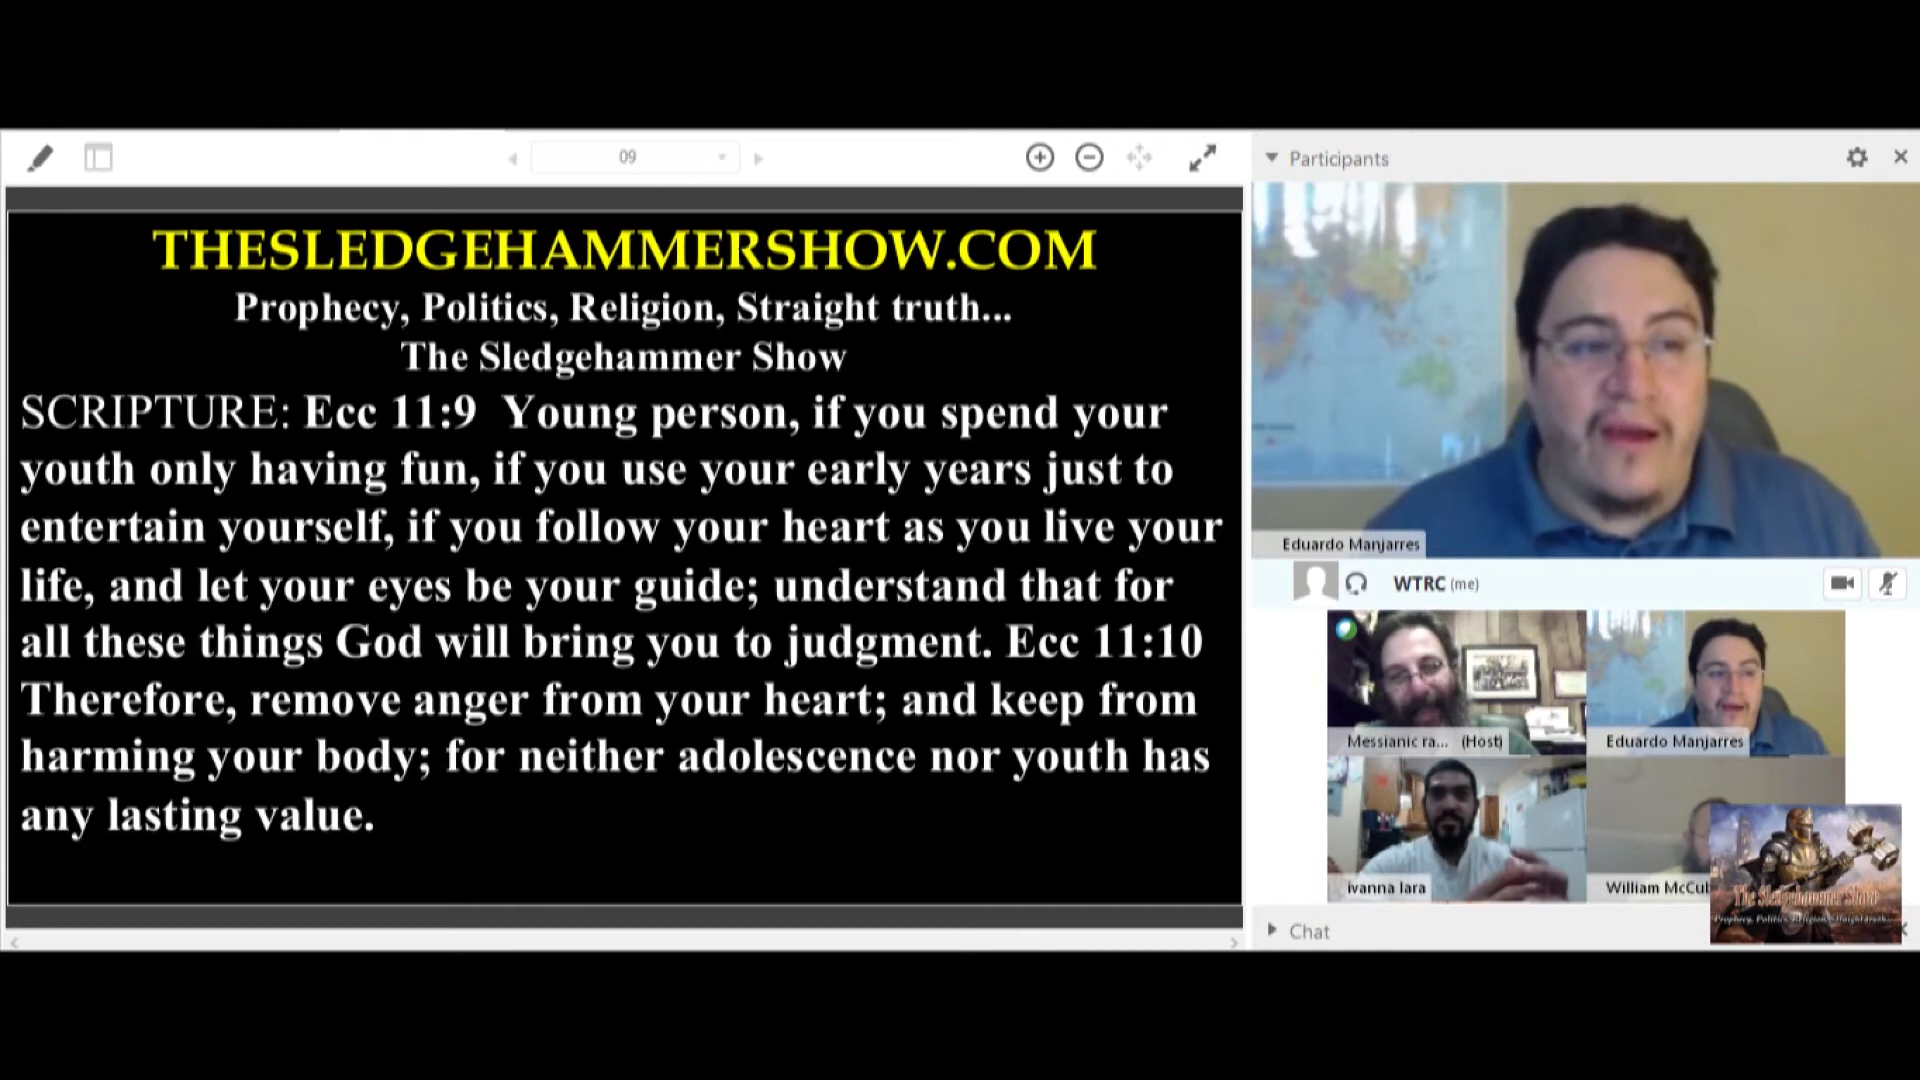 09
THESLEDGEHAMMERSHOW.COM
Prophecy, Politics, Religion, Straight truth...
The Sledgehammer Show
SCRIPTURE: Ecc 11:9 Young person, if you spend your
youth only having fun, if you use your early years just to
entertain yourself, if you follow your heart as you live your
life, and let your eyes be your guide; understand that for
all these things God will bring you to judgment. Ecc 11:10
Therefore, remove anger from your heart; and keep from
harming your body; for neither adolescence nor youth has
any lasting value.
Participants
Eduardo Manjarres
WTRC (me)
Messianic ra... (Host)
Eduardo Manjarres
ivanna lara
William McCul
The Sledgehammer Show
Prophecy, Politics, Religion, Straight truth...
Chat